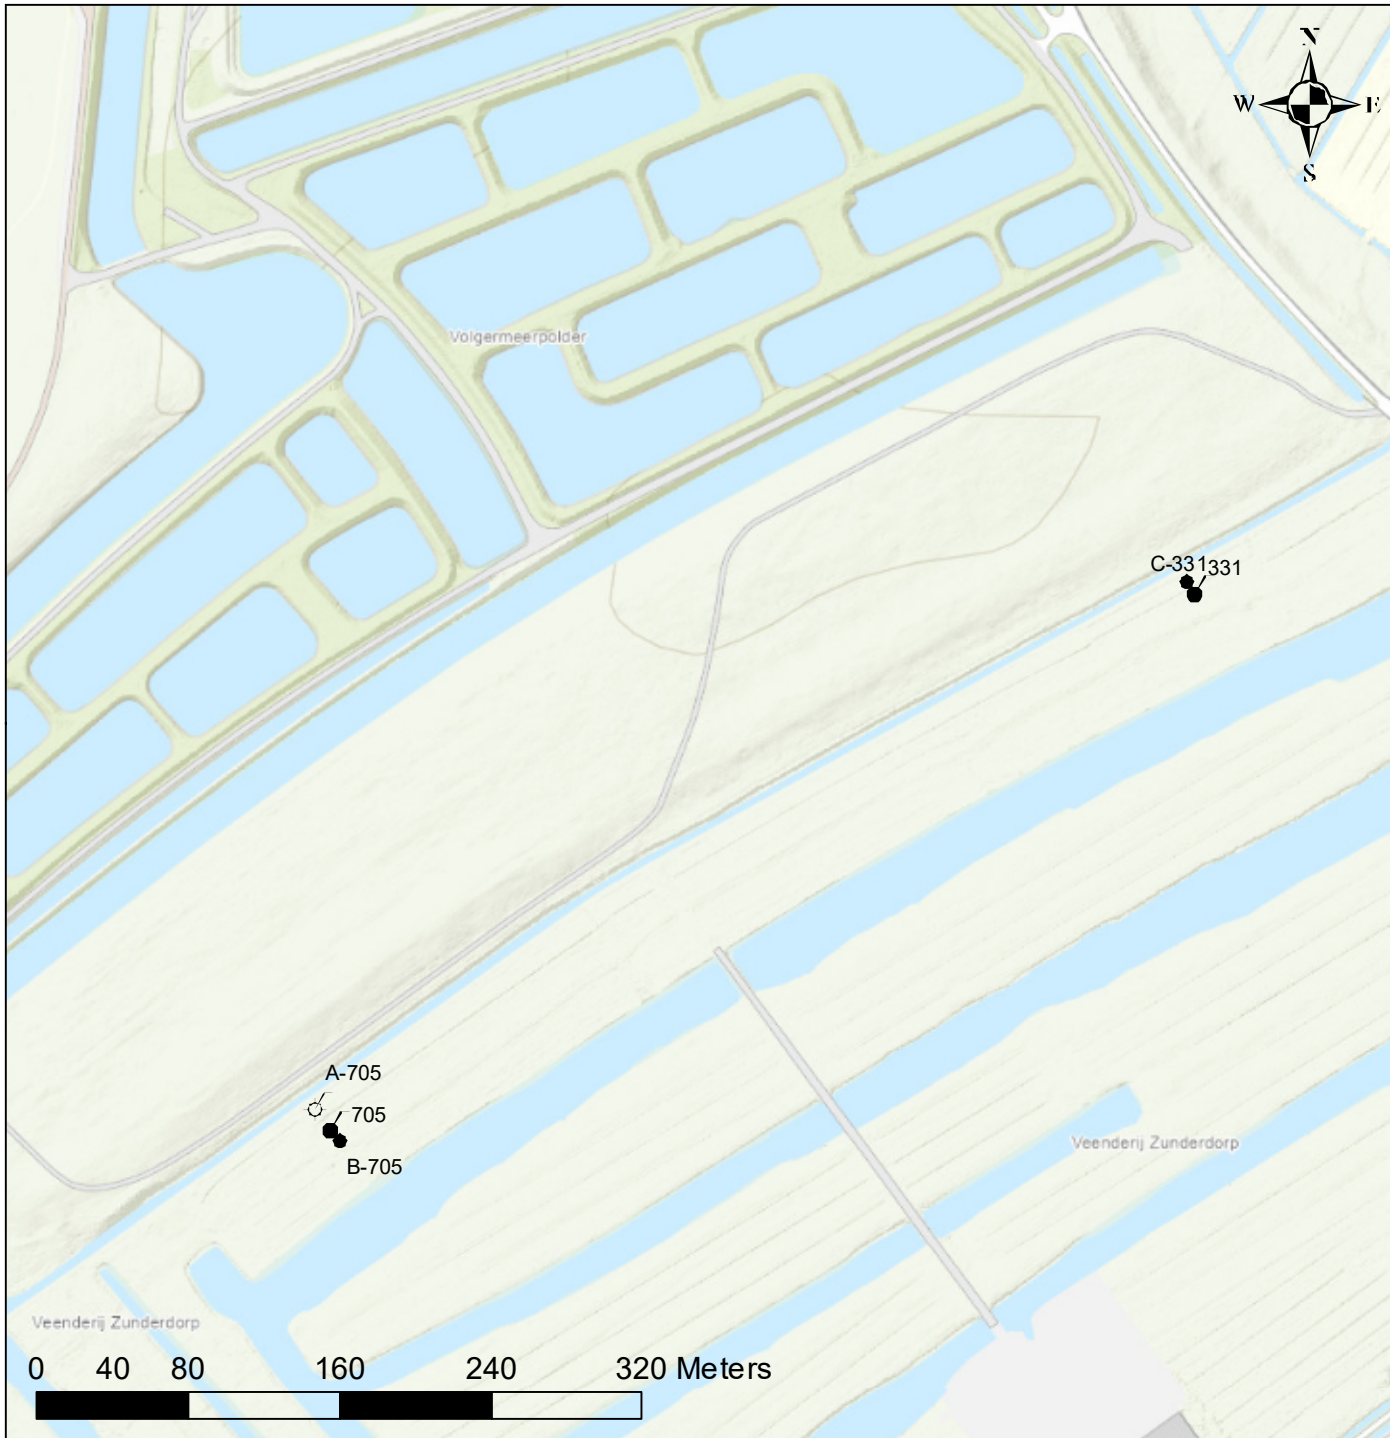 N
W E
S
Volgermeerpolder
C-331 331
A-705
705
B-705
Veenderij Zunderdorp
Veenderij Zunderdorp
0 40 80 160 240 320 Meters